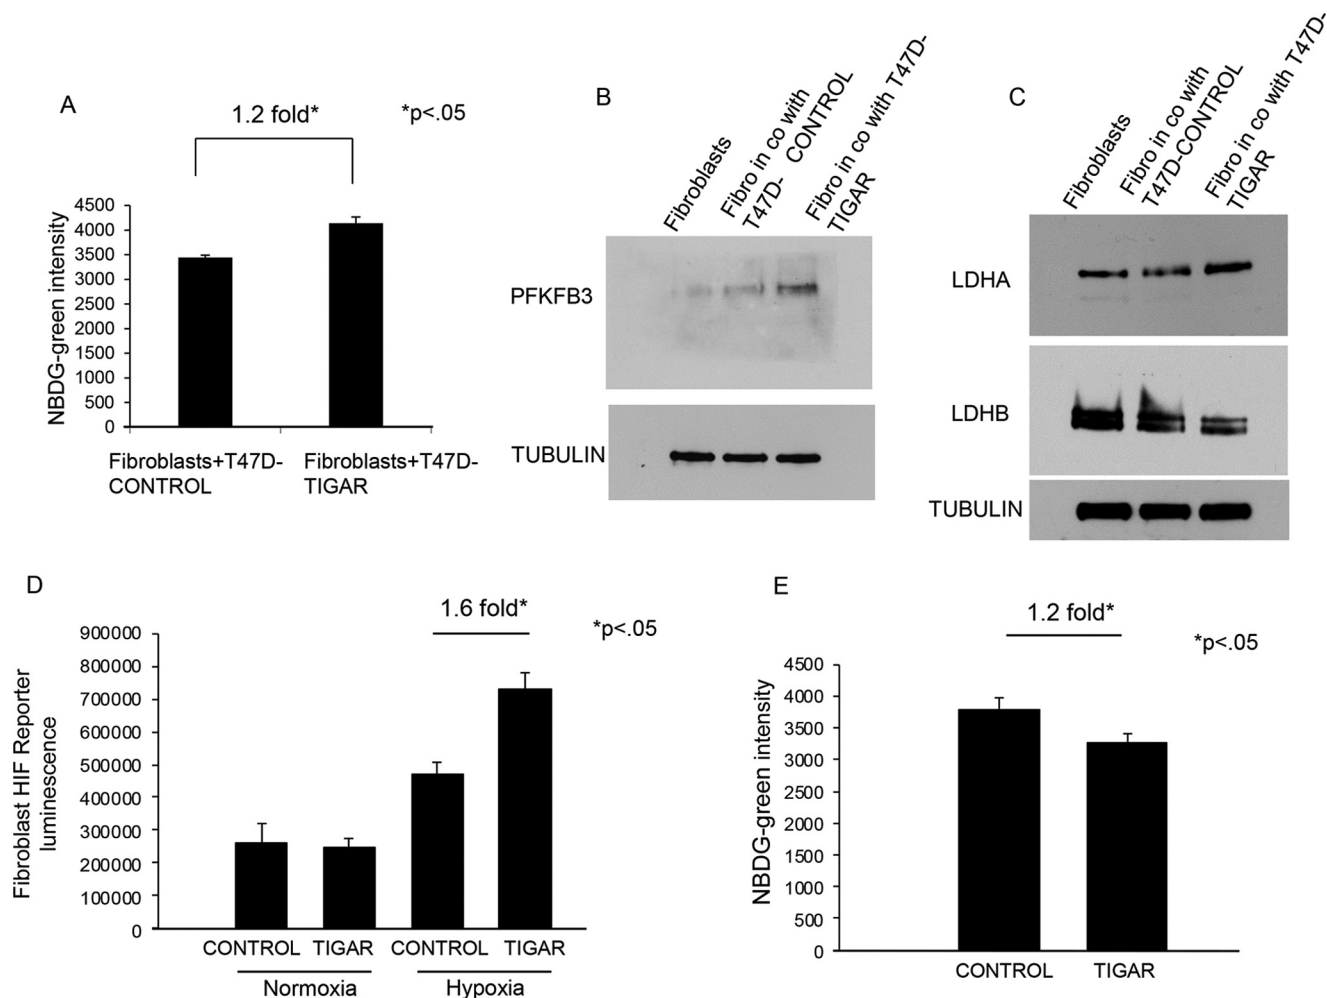 A
1.2 fold*
*p<.05
NBDG-green intensity
4500
4000
3500
3000
2500
2000
1500
1000
500
0
Fibroblasts+T47D-
CONTROL
Fibroblasts+T47D-
TIGAR
B
Fibroblasts
Fibro in co with
T47D- CONTROL
Fibro in co with T47D-
TIGAR
PFKFB3
TUBULIN
C
Fibroblasts
Fibro in co with
T47D-CONTROL
Fibro in co with T47D-
TIGAR
LDHA
LDHB
TUBULIN
D
1.6 fold*
*p<.05
Fibroblast HIF Reporter
luminescence
900000
800000
700000
600000
500000
400000
300000
200000
100000
0
CONTROL TIGAR CONTROL TIGAR
Normoxia Hypoxia
E
1.2 fold*
*p<.05
NBDG-green intensity
4500
4000
3500
3000
2500
2000
1500
1000
500
0
CONTROL TIGAR